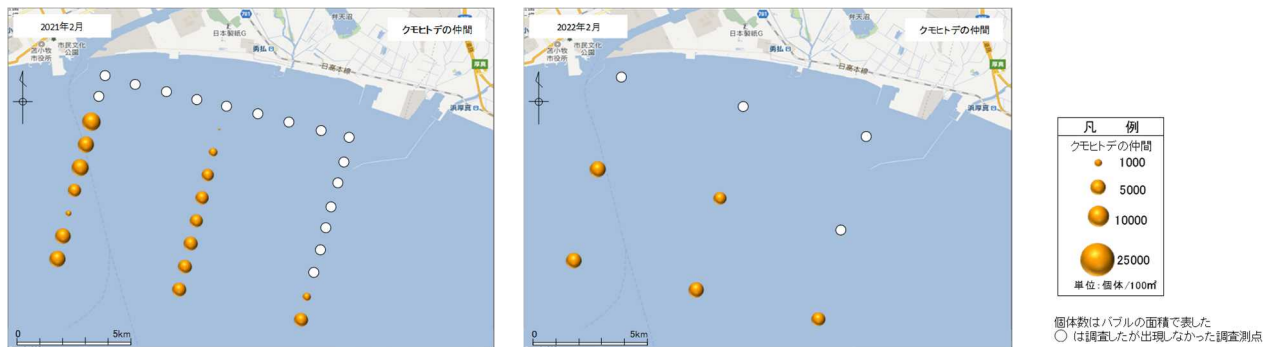 2021年2月
クモヒトデの仲間
苫小牧
市役所
市民文化
公園
日本製紙G
弁天沼
勇払
日高本線
厚真
浜厚真
781
0
5km
2022年2月
クモヒトデの仲間
苫小牧
市役所
市民文化
公園
日本製紙G
弁天沼
勇払
日高本線
厚真
浜厚真
781
0
5km
凡 例
クモヒトデの仲間
1000
5000
10000
25000
単位:個体/100㎡
個体数はバブルの面積で表した
○ は調査したが出現しなかった調査測点